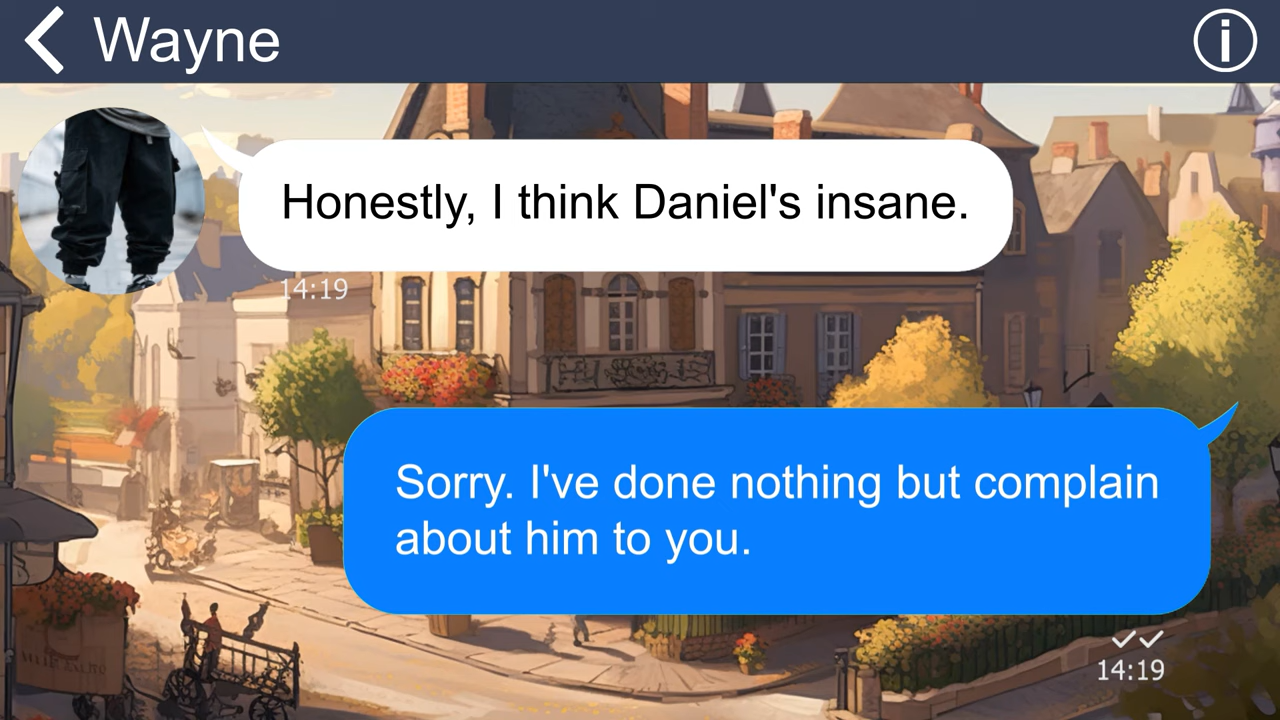 Wayne
Honestly, I think Daniel's insane.
14:19
Sorry. I've done nothing but complain
about him to you.
14:19